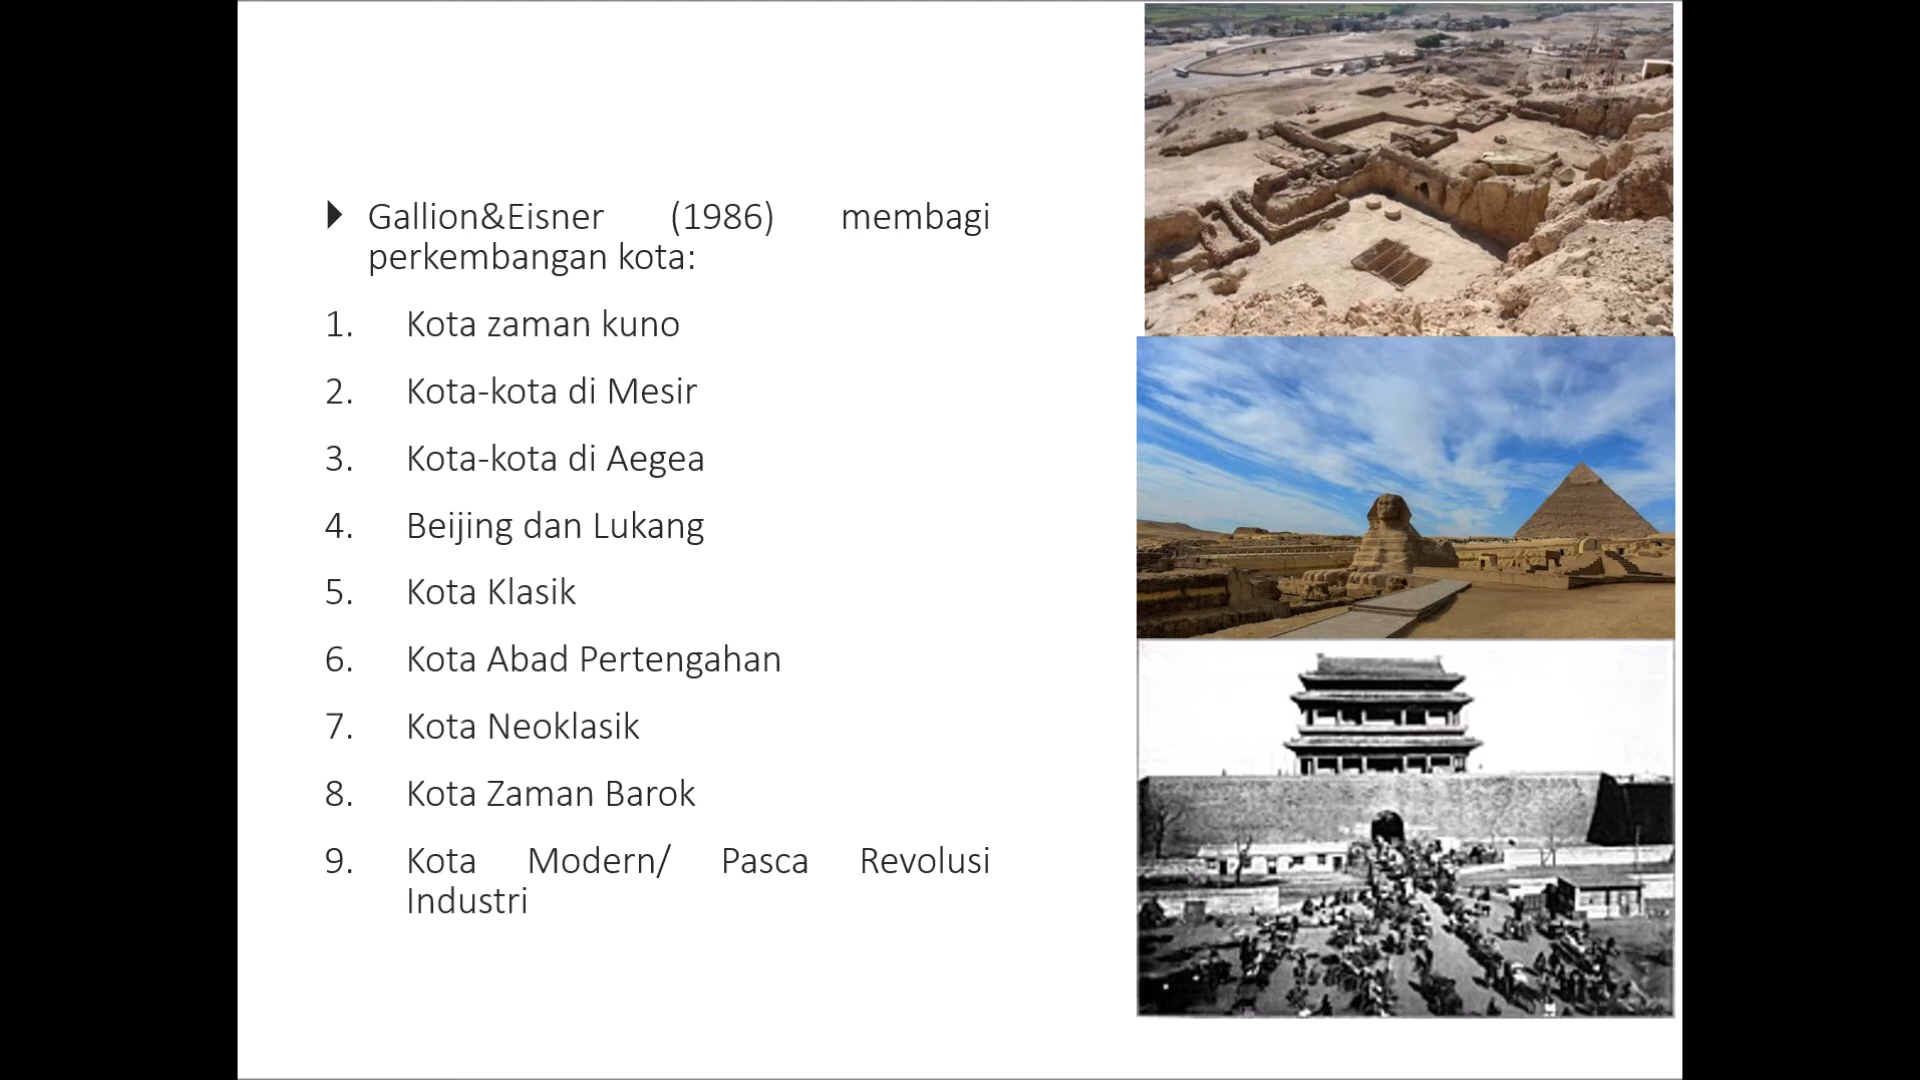 Gallion&Eisner (1986) membagi
perkembangan kota:
1. Kota zaman kuno
2. Kota-kota di Mesir
3. Kota-kota di Aegea
4. Beijing dan Lukang
5. Kota Klasik
6. Kota Abad Pertengahan
7. Kota Neoklasik
8. Kota Zaman Barok
9. Kota Modern/ Pasca Revolusi
Industri